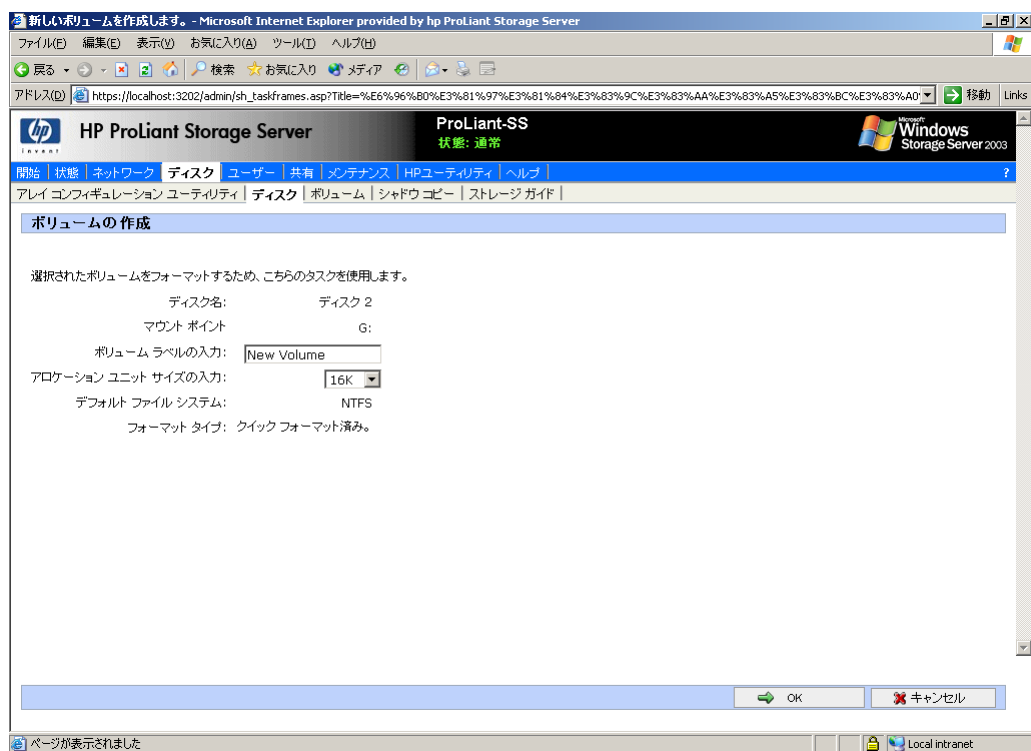 新しいボリュームを作成します。 - Microsoft Internet Explorer provided by hp ProLiant Storage Server
ファイル(F) 編集(E) 表示(V) お気に入り(A) ツール(T) ヘルプ(H)
戻る 検索 お気に入り メディア
アドレス(D) https://localhost:3202/admin/sh_taskframes.asp?Title=%E6%96%B0%E3%81%97%E3%81%84%E3%83%9C%E3%83%AA%E3%83%A5%E3%83%BC%E3%83%A0 移動 Links
hp invent HP ProLiant Storage Server
ProLiant-SS
状態: 通常
Microsoft Windows Storage Server 2003
開始 | 状態 | ネットワーク | ディスク | ユーザー | 共有 | メンテナンス | HPユーティリティ | ヘルプ | ?
アレイ コンフィギュレーション ユーティリティ | ディスク | ボリューム | シャドウ コピー | ストレージ ガイド |
ボリュームの作成
選択されたボリュームをフォーマットするため、こちらのタスクを使用します。
ディスク名: ディスク 2
マウント ポイント G:
ボリューム ラベルの入力: New Volume
アロケーション ユニット サイズの入力: 16K
デフォルト ファイル システム: NTFS
フォーマット タイプ: クイック フォーマット済み。
OK キャンセル
ページが表示されました Local intranet